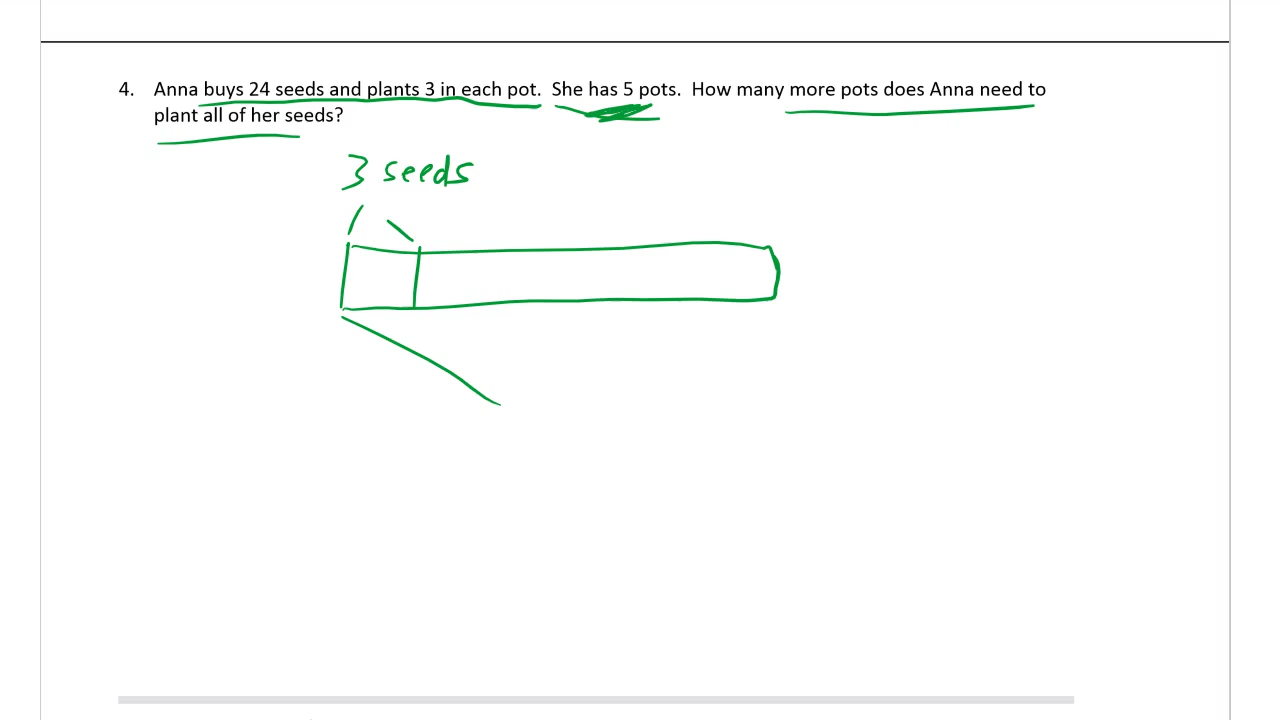 4. Anna buys 24 seeds and plants 3 in each pot. She has 5 pots. How many more pots does Anna need to
plant all of her seeds?
3 seeds